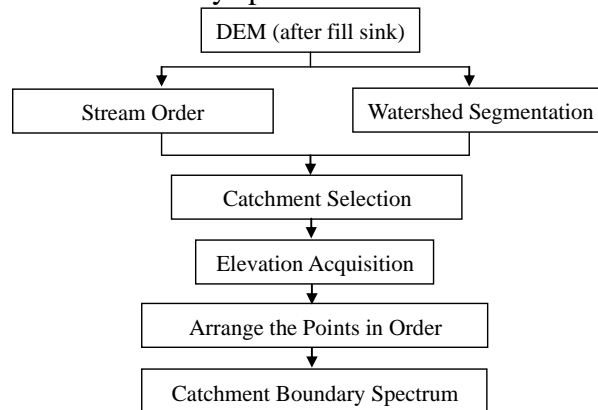 DEM (after fill sink)
Stream Order
Watershed Segmentation
Catchment Selection
Elevation Acquisition
Arrange the Points in Order
Catchment Boundary Spectrum